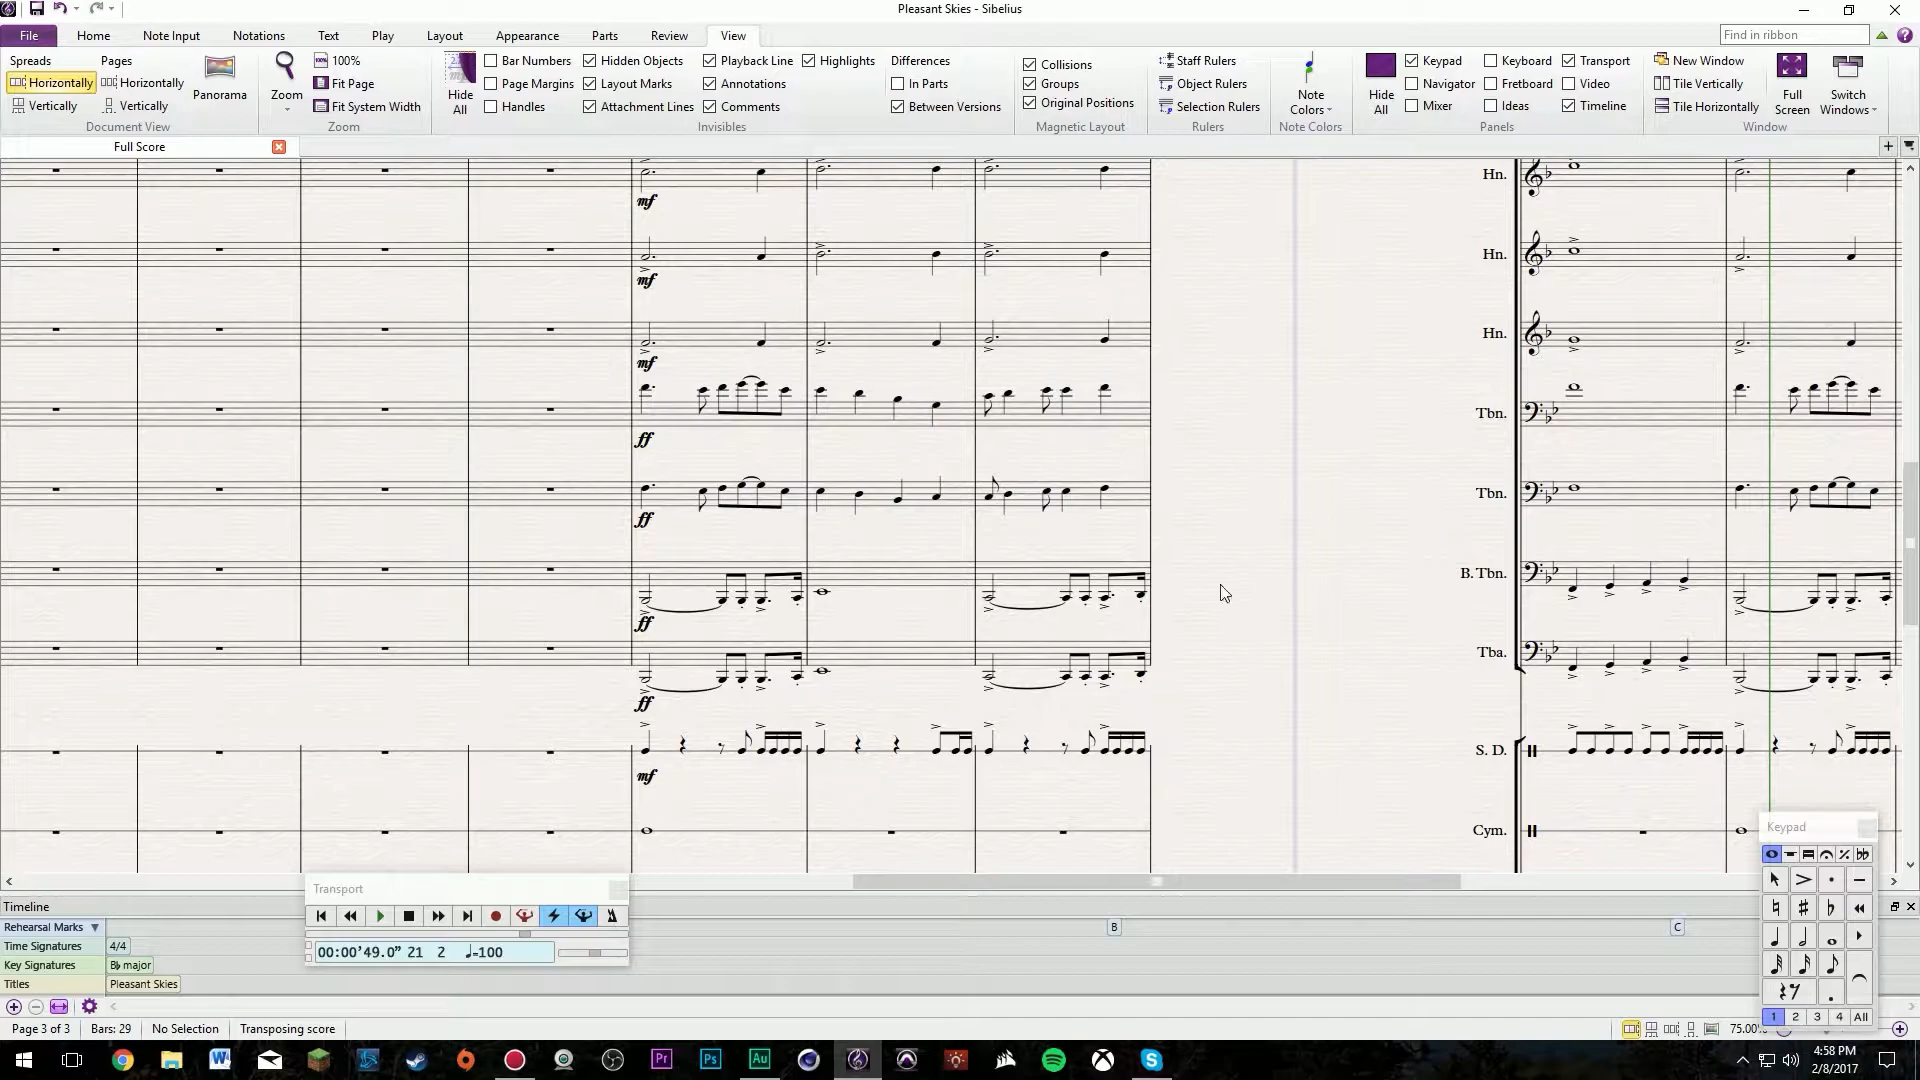 Pleasant Skies - Sibelius
File Home Note Input Notations Text Play Layout Appearance Parts Review View Find in ribbon
Spreads Pages 100% Bar Numbers Hidden Objects Playback Line Highlights Differences Collisions Staff Rulers Keypad Keyboard Transport New Window
Horizontally Horizontally Fit Page Page Margins Layout Marks Annotations In Parts Groups Object Rulers Navigator Fretboard Video Tile Vertically
Vertically Vertically Panorama Zoom Fit System Width Hide All Handles Attachment Lines Comments Between Versions Original Positions Selection Rulers Note Colors Hide All Mixer Ideas Timeline Tile Horizontally Full Screen Switch Windows
Document View Zoom Invisibles Magnetic Layout Rulers Note Colors Panels Window
Full Score
Hn.
mf
Hn.
mf
Hn.
mf
Tbn.
ff
Tbn.
ff
B. Tbn.
ff
Tba.
ff
S. D.
mf
Cym.
Keypad
Transport
Timeline
Rehearsal Marks B C
Time Signatures 4/4
00:00'49.0" 21 2 ♩=100
Key Signatures B♭ major
Titles Pleasant Skies
1 2 3 4 All
Page 3 of 3 Bars: 29 No Selection Transposing score 75.00%
4:58 PM
2/8/2017